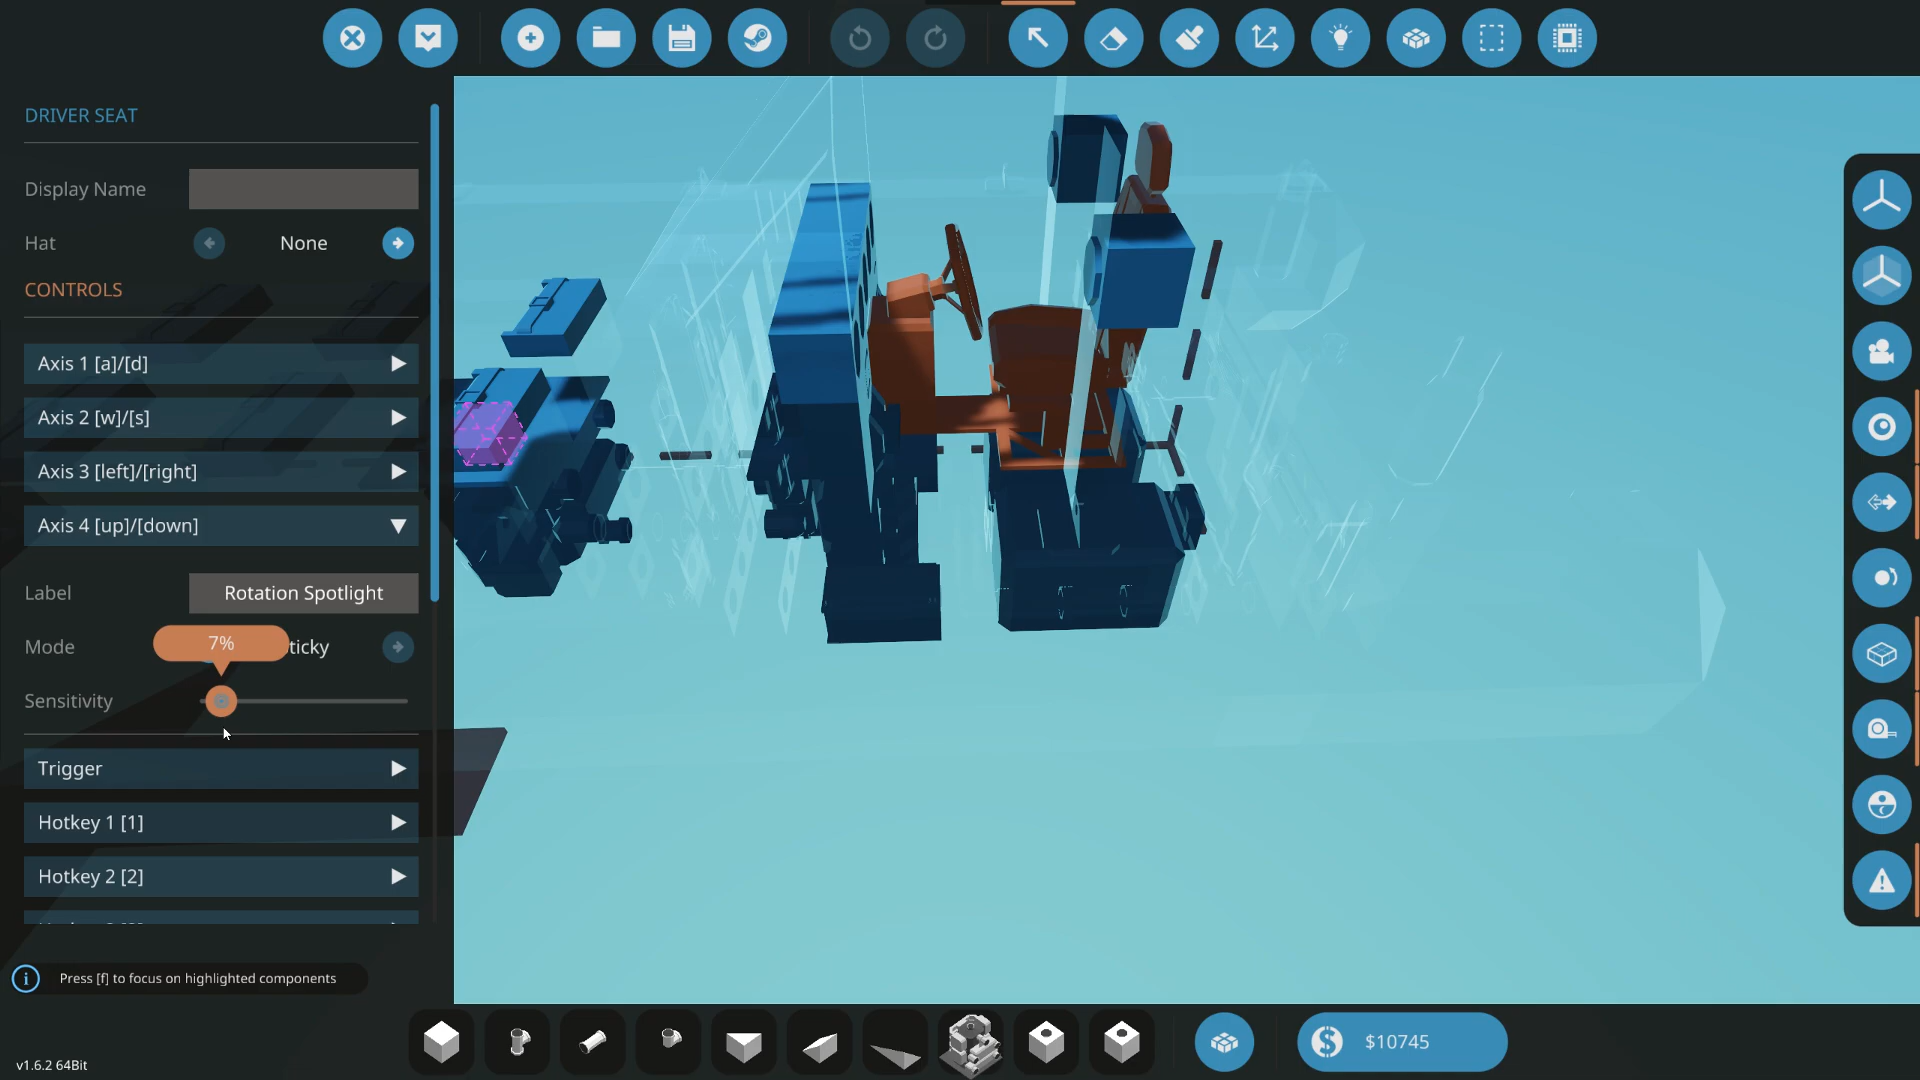 DRIVER SEAT
Display Name
Hat
None
CONTROLS
Axis 1 [a]/[d]
Axis 2 [w]/[s]
Axis 3 [left]/[right]
Axis 4 [up]/[down]
Label
Rotation Spotlight
Mode
7%
ticky
Sensitivity
Trigger
Hotkey 1 [1]
Hotkey 2 [2]
Press [f] to focus on highlighted components
$10745
v1.6.2 64Bit